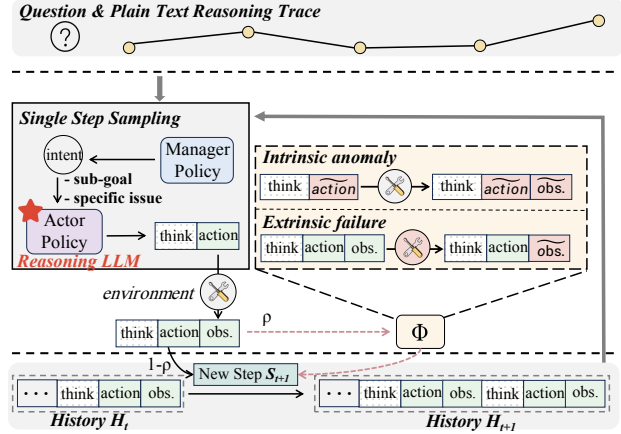 Question & Plain Text Reasoning Trace
?
Single Step Sampling
intent
Manager Policy
- sub-goal
- specific issue
Actor Policy
think action
Reasoning LLM
Intrinsic anomaly
think action think action obs.
Extrinsic failure
think action obs. think action obs.
environment
think action obs.
ρ
Φ
1-ρ
New Step S_{t+1}
... think action obs.
... think action obs. think action obs.
History H_t
History H_{t+1}